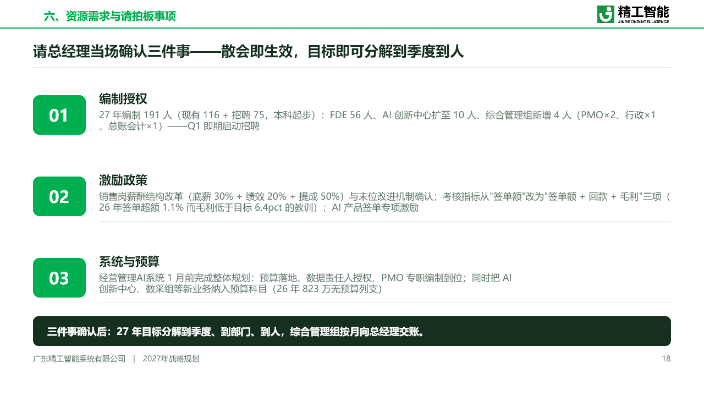 六、资源需求与请拍板事项
精工智能
请总经理当场确认三件事——散会即生效，目标即可分解到季度到人
01
编制授权
27 年编制 191 人（现有 116 + 招聘 75，本科起步）：FDE 56 人、AI 创新中心扩至 10 人、综合管理组新增 4 人（PMO×2、行政×1
、总账会计×1）——Q1 即期启动招聘
02
激励政策
销售岗薪酬结构改革（底薪 30% + 绩效 20% + 提成 50%）与末位改进机制确认；考核指标从"签单额"改为"签单额 + 回款 + 毛利"三项（
26 年签单超额 1.1% 而毛利低于目标 6.4pct 的教训）；AI 产品签单专项激励
03
系统与预算
经营管理AI系统 1 月前完成整体规划：预算落地、数据责任人授权、PMO 专职编制到位；同时把 AI
创新中心、数采组等新业务纳入预算科目（26 年 823 万无预算列支）
三件事确认后：27 年目标分解到季度、到部门、到人，综合管理组按月向总经理交账。
广东精工智能系统有限公司 | 2027年战略规划
18